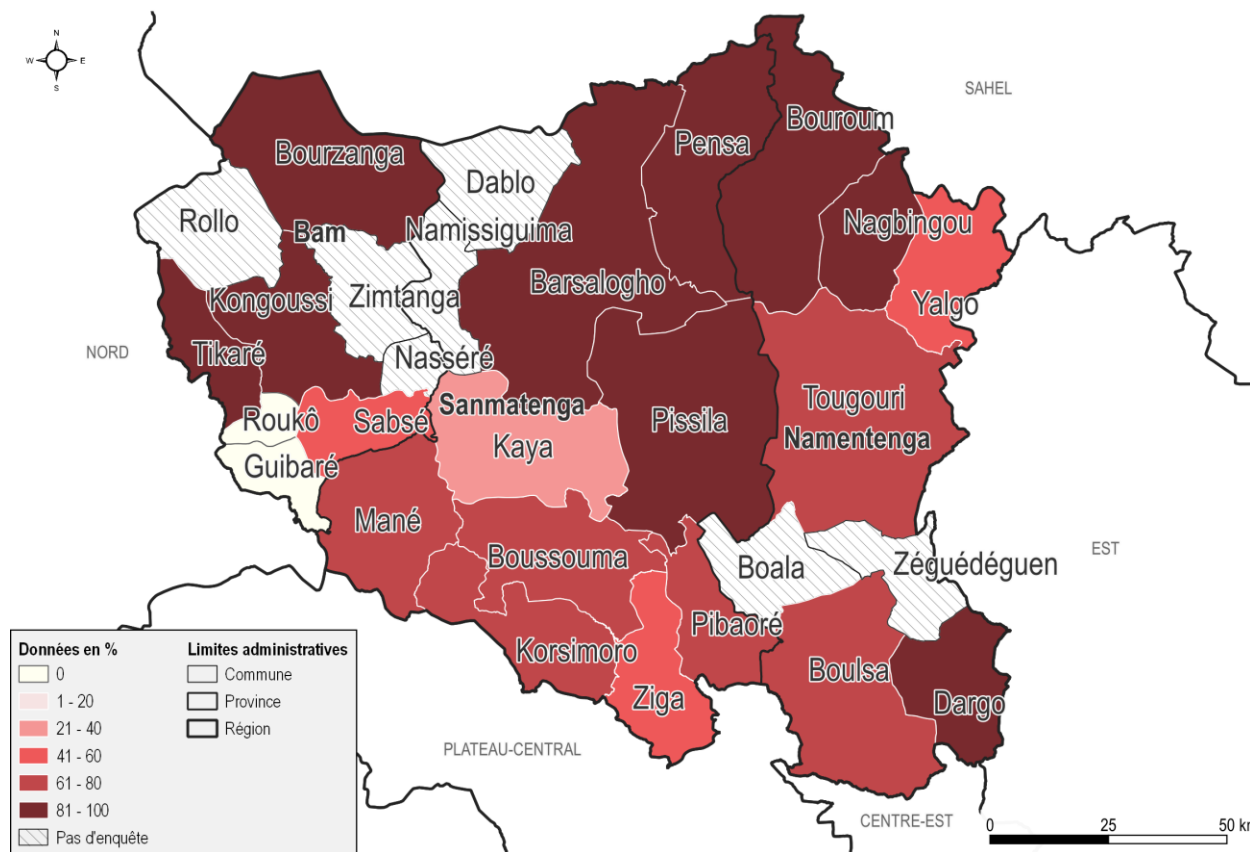 N
W E
S
SAHEL
Bouroum
Pensa
Bourzanga
Dablo
Rollo
Nagbingou
Bam
Namissiguima
Barsalogho
Kongoussi
Zimtanga
Yalgo
NORD
Tikaré
Nasséré
Tougouri
Sanmatenga
Roukô
Sabsé
Pissila
Namentenga
Kaya
Guibaré
Mané
Boussouma
EST
Boala
Zéguédéguen
Pibaoré
Korsimoro
Boulsa
Ziga
Dargo
PLATEAU-CENTRAL
CENTRE-EST
Données en %
0
1 - 20
21 - 40
41 - 60
61 - 80
81 - 100
Pas d'enquête
Limites administratives
Commune
Province
Région
0 25 50 km